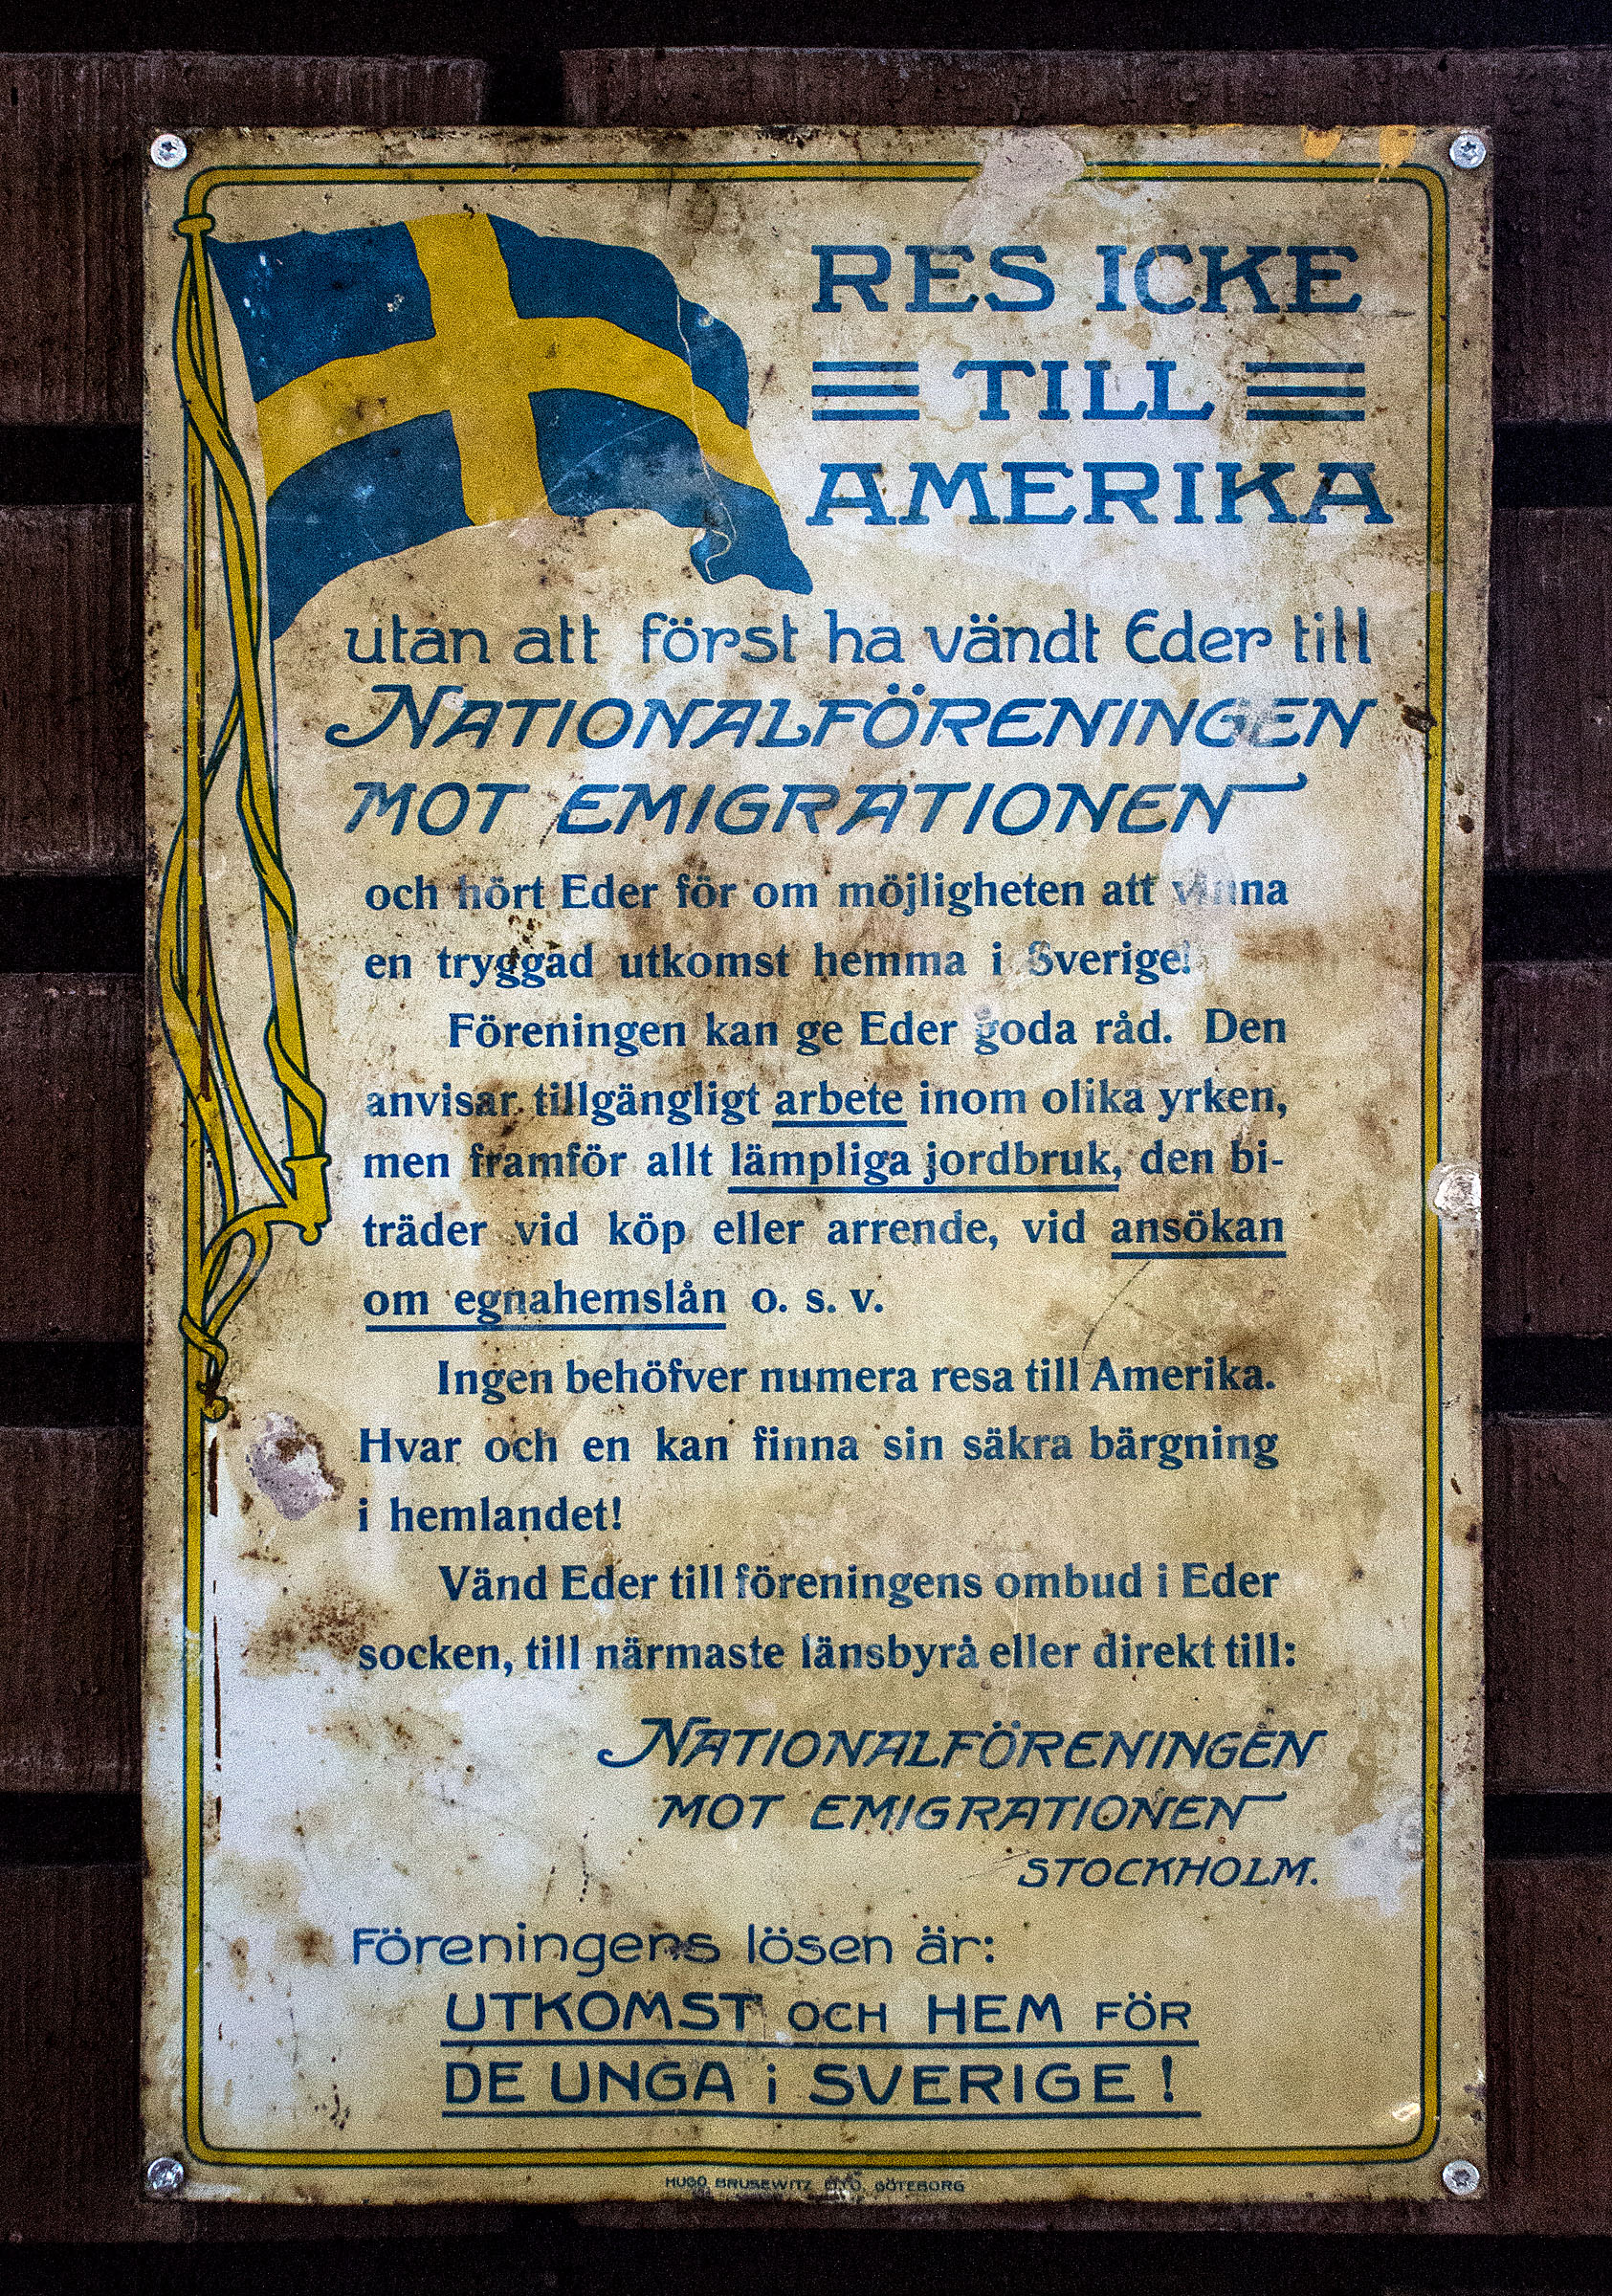 RES ICKE
TILL
AMERIKA
utan att först ha vändt Eder till
NATIONALFÖRENINGEN
MOT EMIGRATIONEN
och hört Eder för om möjligheten att vinna
en tryggad utkomst hemma i Sverige!
Föreningen kan ge Eder goda råd. Den
anvisar tillgängligt arbete inom olika yrken,
men framför allt lämpliga jordbruk, den bi-
träder vid köp eller arrende, vid ansökan
om egnahemslån o. s. v.
Ingen behöfver numera resa till Amerika.
Hvar och en kan finna sin säkra bärgning
i hemlandet!
Vänd Eder till föreningens ombud i Eder
socken, till närmaste länsbyrå eller direkt till:
NATIONALFÖRENINGEN
MOT EMIGRATIONEN
STOCKHOLM.
Föreningens lösen är:
UTKOMST OCH HEM FÖR
DE UNGA i SVERIGE!
HUGO BRUSEWITZ LITO. GÖTEBORG